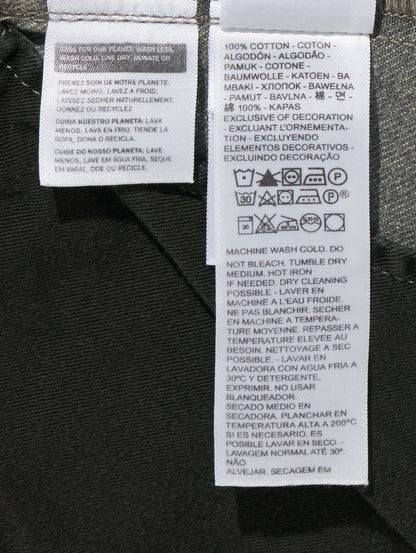 CARE FOR OUR PLANET: WASH LESS,
WASH COLD, LINE DRY, DONATE OR
RECYCLE.
PRENEZ SOIN DE NOTRE PLANÈTE:
LAVEZ MOINS, LAVEZ À FROID,
LAISSEZ SÉCHER NATURELLEMENT,
DONNEZ OU RECYCLEZ.
CUIDA NUESTRO PLANETA: LAVA
MENOS, LAVA EN FRIO, TIENDE LA
ROPA, DONA O RECICLA.
CUIDE DO NOSSO PLANETA: LAVE
MENOS, LAVE EM ÁGUA FRIA, SEQUE
EM VARAL, DOE OU RECICLE.
100% COTTON - COTON -
ALGODÓN - ALGODÃO -
PAMUK - COTONE -
BAUMWOLLE - KATOEN - BA
MBAKI - ХЛОПОК - BAWEŁNA
- PAMUT - BAVLNA - 棉 - 면 -
綿 100% - KAPAS
EXCLUSIVE OF DECORATION
- EXCLUANT L'ORNEMENTA-
TION - EXCLUYENDO
ELEMENTOS DECORATIVOS -
EXCLUINDO DECORAÇÃO
P
30 P
30
MACHINE WASH COLD. DO
NOT BLEACH. TUMBLE DRY
MEDIUM. HOT IRON
IF NEEDED. DRY CLEANING
POSSIBLE - LAVER EN
MACHINE A L'EAU FROIDE.
NE PAS BLANCHIR. SECHER
EN MACHINE A TEMPERA-
TURE MOYENNE. REPASSER A
TEMPERATURE ELEVEE AU
BESOIN. NETTOYAGE A SEC
POSSIBLE. - LAVAR EN
LAVADORA CON AGUA FRIA A
30ºC Y DETERGENTE,
EXPRIMIR. NO USAR
BLANQUEADOR.
SECADO MEDIO EN
SECADORA. PLANCHAR EN
TEMPERATURA ALTA A 200ºC
SI ES NECESARIO. ES
POSIBLE LAVAR EN SECO. -
LAVAGEM NORMAL ATÉ 30º.
NÃO
ALVEJAR. SECAGEM EM